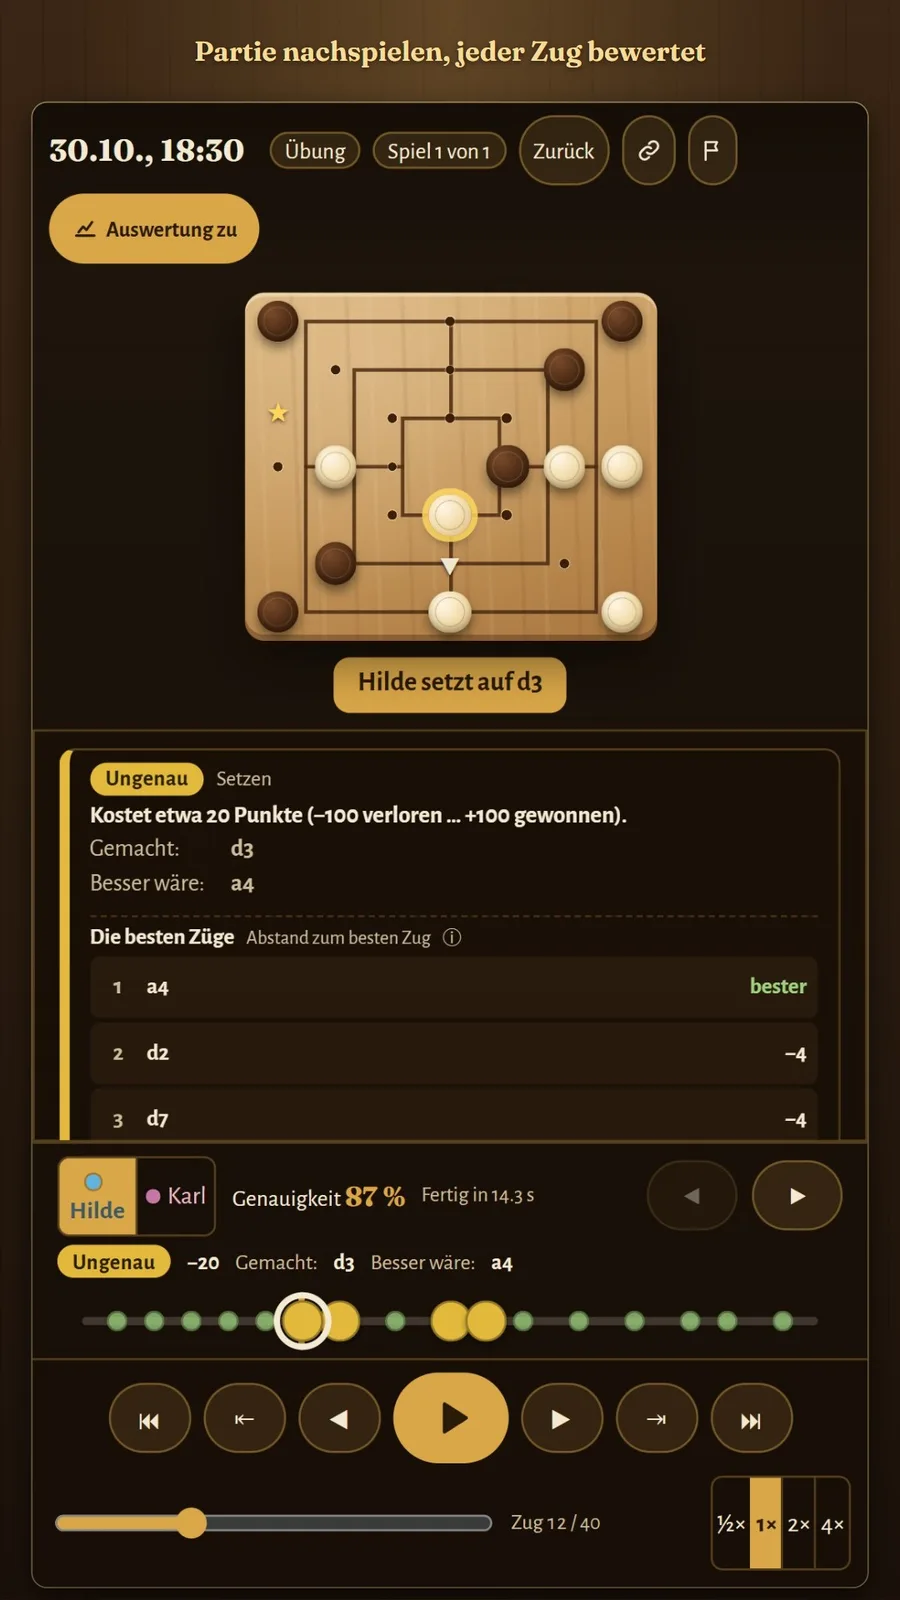 Partie nachspielen, jeder Zug bewertet
30.10., 18:30 Übung Spiel 1 von 1 Zurück
Auswertung zu
Hilde setzt auf d3
Ungenau Setzen
Kostet etwa 20 Punkte (−100 verloren … +100 gewonnen).
Gemacht: d3
Besser wäre: a4
Die besten Züge Abstand zum besten Zug ⓘ
1 a4 bester
2 d2 −4
3 d7 −4
Hilde Karl Genauigkeit 87 % Fertig in 14.3 s
Ungenau −20 Gemacht: d3 Besser wäre: a4
Zug 12 / 40 ½× 1× 2× 4×